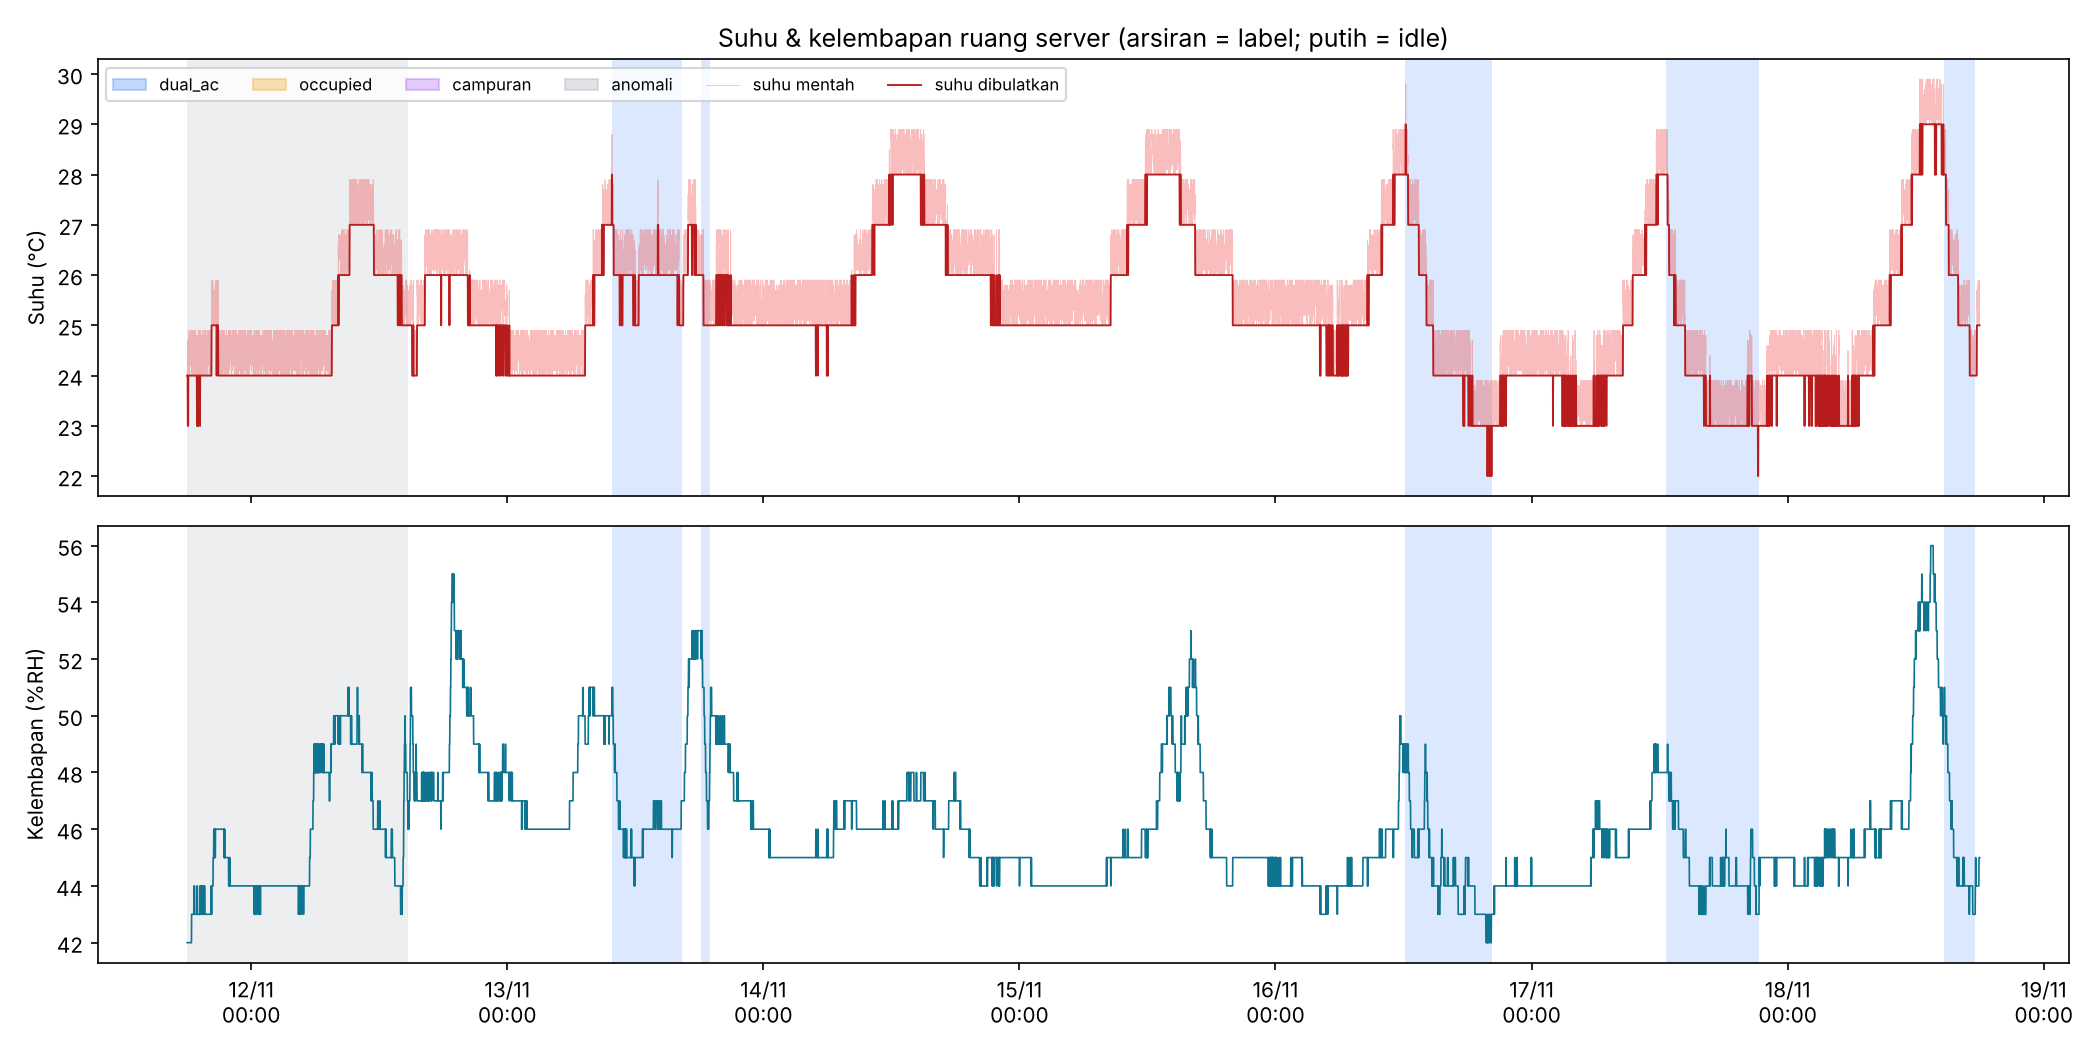 Suhu & kelembapan ruang server (arsiran = label; putih = idle)
dual_ac occupied campuran anomali suhu mentah suhu dibulatkan
Suhu (°C)
30
29
28
27
26
25
24
23
22
Kelembapan (%RH)
56
54
52
50
48
46
44
42
12/11 13/11 14/11 15/11 16/11 17/11 18/11 19/11
00:00 00:00 00:00 00:00 00:00 00:00 00:00 00:00